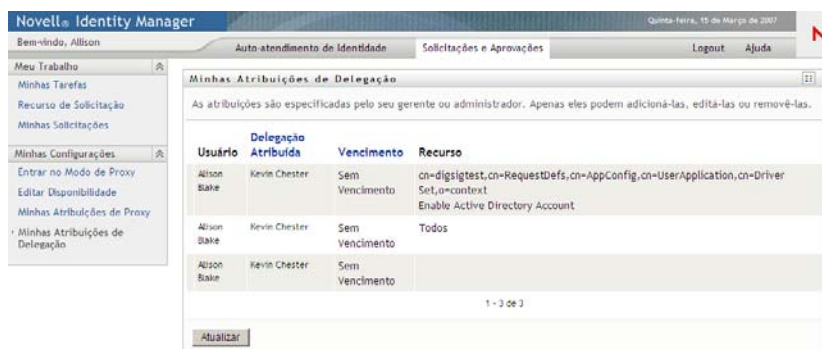 Novell® Identity Manager
Quinta-feira, 15 de Março de 2007
Bem-vindo, Allison
Auto-atendimento de Identidade
Solicitações e Aprovações
Logout
Ajuda
N
Meu Trabalho
Minhas Tarefas
Recurso de Solicitação
Minhas Solicitações
Minhas Configurações
Entrar no Modo de Proxy
Editar Disponibilidade
Minhas Atribuições de Proxy
Minhas Atribuições de
Delegação
Minhas Atribuições de Delegação
As atribuições são especificadas pelo seu gerente ou administrador. Apenas eles podem adicioná-las, editá-las ou removê-las.
Usuário
Delegação
Atribuída
Vencimento
Recurso
Allison
Blake
Kevin Chester
Sem
Vencimento
cn=digsigtest,cn=RequestDefs,cn=AppConfig,cn=UserApplication,cn=Driver
Set,o=context
Enable Active Directory Account
Allison
Blake
Kevin Chester
Sem
Vencimento
Todos
Allison
Blake
Kevin Chester
Sem
Vencimento
1 - 3 de 3
Atualizar